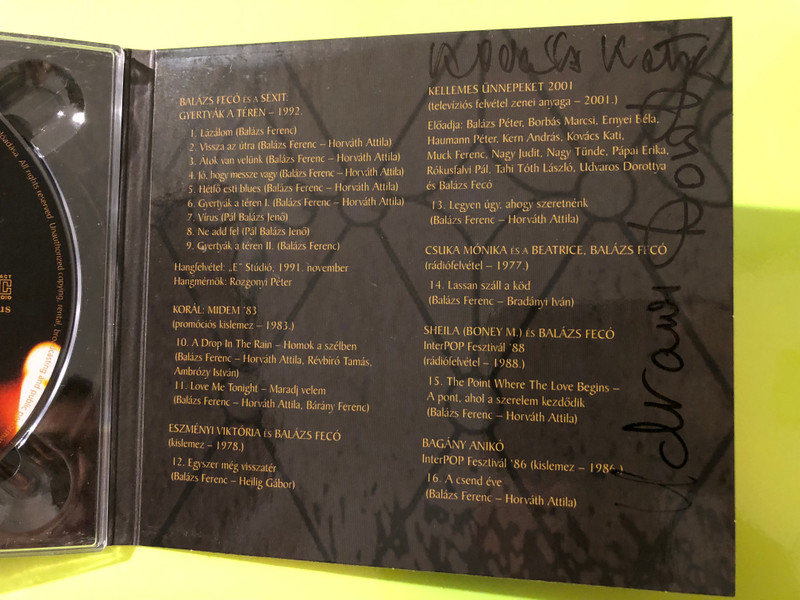 BALÁZS FECÓ ÉS A SEXIT:
GYERTYÁK A TÉREN – 1992.
1. Lázálom (Balázs Ferenc)
2. Vissza az útra (Balázs Ferenc – Horváth Attila)
3. Átok van velünk (Balázs Ferenc – Horváth Attila)
4. Jó, hogy messze vagy (Balázs Ferenc – Horváth Attila)
5. Hétfő esti blues (Balázs Ferenc – Horváth Attila)
6. Gyertyák a téren I. (Balázs Ferenc – Horváth Attila)
7. Vírus (Pál Balázs Jenő)
8. Ne add fel (Pál Balázs Jenő)
9. Gyertyák a téren II. (Balázs Ferenc)
Hangfelvétel: „E” Stúdió, 1991. november
Hangmérnök: Rozgonyi Péter
KORÁL: MIDEM '83
(promóciós kislemez – 1983.)
10. A Drop In The Rain – Homok a szélben
(Balázs Ferenc – Horváth Attila, Révbíró Tamás,
Ambrózy István)
11. Love Me Tonight – Maradj velem
(Balázs Ferenc – Horváth Attila, Bárány Ferenc)
ESZMÉNYI VIKTÓRIA ÉS BALÁZS FECÓ
(kislemez – 1978.)
12. Egyszer még visszatér
(Balázs Ferenc – Heilig Gábor)
Kovács Kati
KELLEMES ÜNNEPEKET 2001
(televíziós felvétel zenei anyaga – 2001.)
Előadja: Balázs Péter, Borbás Marcsi, Ernyei Béla,
Haumann Péter, Kern András, Kovács Kati,
Muck Ferenc, Nagy Judit, Nagy Tünde, Pápai Erika,
Rókusfalvi Pál, Tahi Tóth László, Udvaros Dorottya
és Balázs Fecó
13. Legyen úgy, ahogy szeretnénk
(Balázs Ferenc – Horváth Attila)
CSUKA MÓNIKA ÉS A BEATRICE, BALÁZS FECÓ
(rádiófelvétel – 1977.)
14. Lassan száll a köd
(Balázs Ferenc – Bradányi Iván)
SHEILA (BONEY M.) ÉS BALÁZS FECÓ
InterPOP Fesztivál '88
(rádiófelvétel – 1988.)
15. The Point Where The Love Begins –
A pont, ahol a szerelem kezdődik
(Balázs Ferenc – Horváth Attila)
BAGÁNY ANIKÓ
InterPOP Fesztivál '86 (kislemez – 1986.)
16. A csend éve
(Balázs Ferenc – Horváth Attila)
All rights reserved. Unauthorized copying,